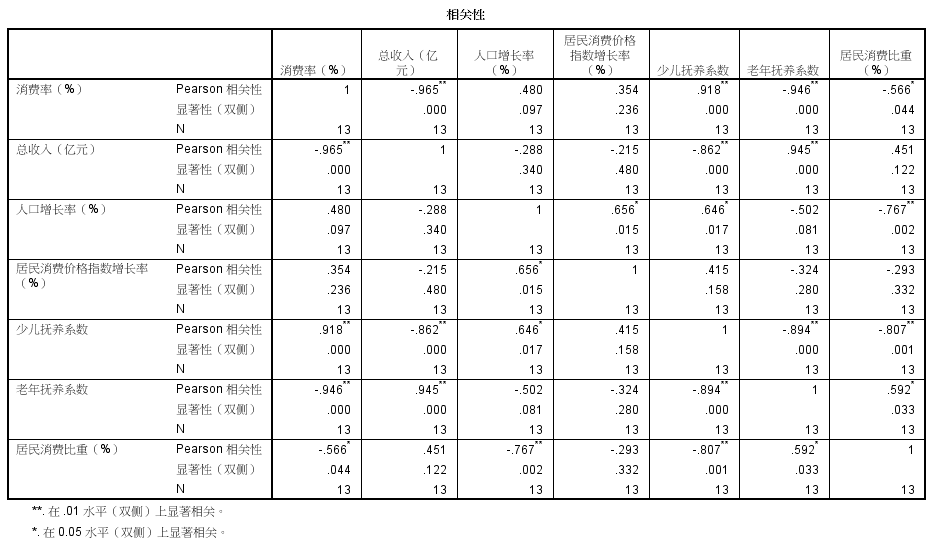 相关性
消费率（%） 总收入（亿元） 人口增长率（%） 居民消费价格指数增长率（%） 少儿抚养系数 老年抚养系数 居民消费比重（%）
消费率（%） Pearson 相关性 1 -.965** .480 .354 .918** -.946** -.566*
显著性（双侧） .000 .097 .236 .000 .000 .044
N 13 13 13 13 13 13 13
总收入（亿元） Pearson 相关性 -.965** 1 -.288 -.215 -.862** .945** .451
显著性（双侧） .000 .340 .480 .000 .000 .122
N 13 13 13 13 13 13 13
人口增长率（%） Pearson 相关性 .480 -.288 1 .656* .646* -.502 -.767**
显著性（双侧） .097 .340 .015 .017 .081 .002
N 13 13 13 13 13 13 13
居民消费价格指数增长率（%） Pearson 相关性 .354 -.215 .656* 1 .415 -.324 -.293
显著性（双侧） .236 .480 .015 .158 .280 .332
N 13 13 13 13 13 13 13
少儿抚养系数 Pearson 相关性 .918** -.862** .646* .415 1 -.894** -.807**
显著性（双侧） .000 .000 .017 .158 .000 .001
N 13 13 13 13 13 13 13
老年抚养系数 Pearson 相关性 -.946** .945** -.502 -.324 -.894** 1 .592*
显著性（双侧） .000 .000 .081 .280 .000 .033
N 13 13 13 13 13 13 13
居民消费比重（%） Pearson 相关性 -.566* .451 -.767** -.293 -.807** .592* 1
显著性（双侧） .044 .122 .002 .332 .001 .033
N 13 13 13 13 13 13 13
**. 在 .01 水平（双侧）上显著相关。
*. 在 0.05 水平（双侧）上显著相关。